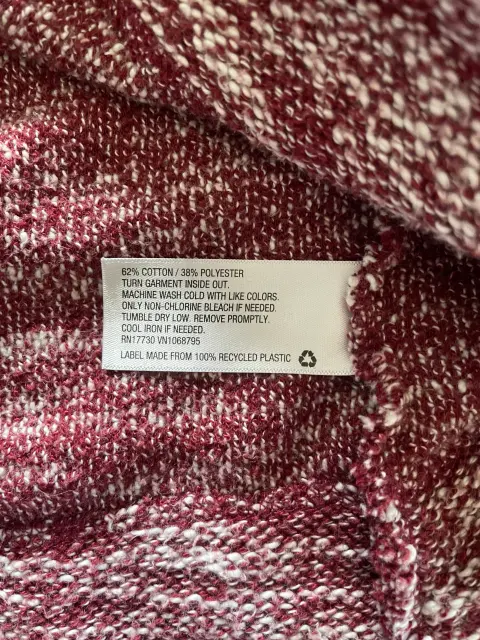 62% COTTON / 38% POLYESTER
TURN GARMENT INSIDE OUT.
MACHINE WASH COLD WITH LIKE COLORS.
ONLY NON-CHLORINE BLEACH IF NEEDED.
TUMBLE DRY LOW. REMOVE PROMPTLY.
COOL IRON IF NEEDED.
RN17730 VN1068795
LABEL MADE FROM 100% RECYCLED PLASTIC